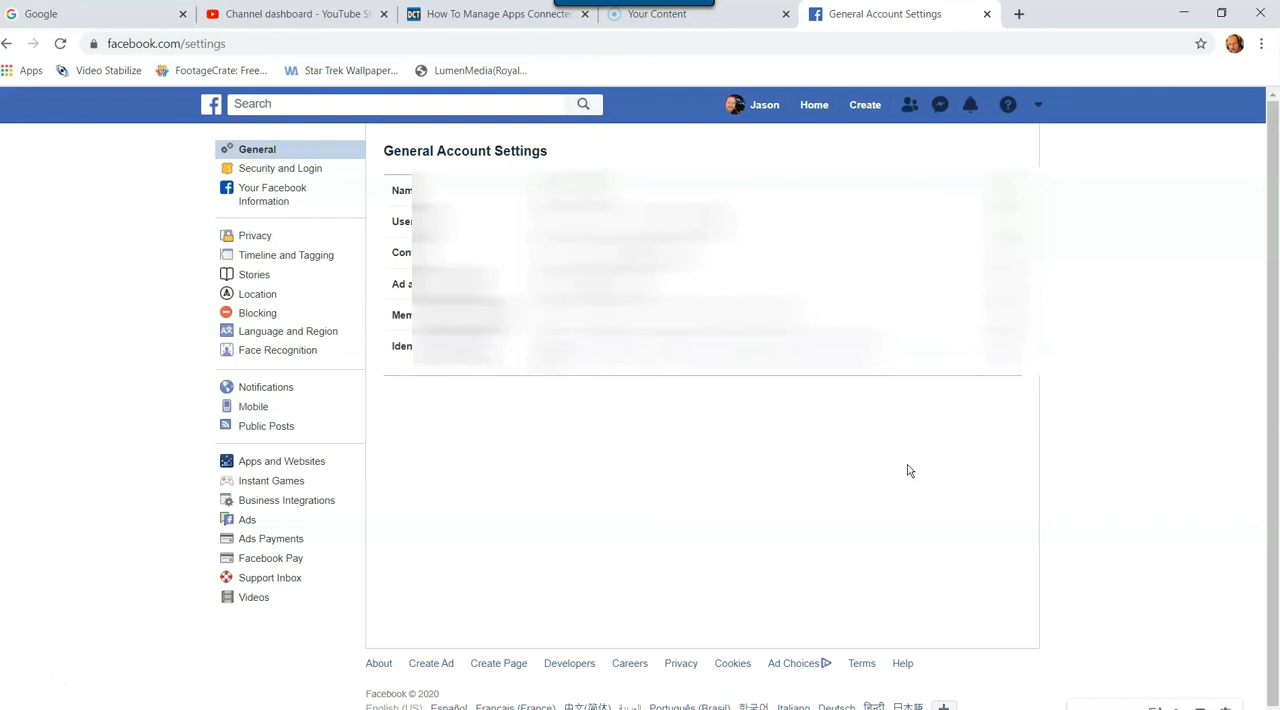 Google
Channel dashboard - YouTube S
How To Manage Apps Connecte
Your Content
General Account Settings
facebook.com/settings
Apps
Video Stabilize
FootageCrate: Free...
Star Trek Wallpaper...
LumenMedia(Royal...
Search
Jason
Home
Create
General
Security and Login
Your Facebook
Information
Privacy
Timeline and Tagging
Stories
Location
Blocking
Language and Region
Face Recognition
Notifications
Mobile
Public Posts
Apps and Websites
Instant Games
Business Integrations
Ads
Ads Payments
Facebook Pay
Support Inbox
Videos
General Account Settings
Nam
User
Con
Ad a
Mem
Iden
About Create Ad Create Page Developers Careers Privacy Cookies Ad Choices Terms Help
Facebook © 2020
English (US) Español Français (France) 中文(简体) العربية Português (Brasil) 한국어 Italiano Deutsch हिन्दी 日本語